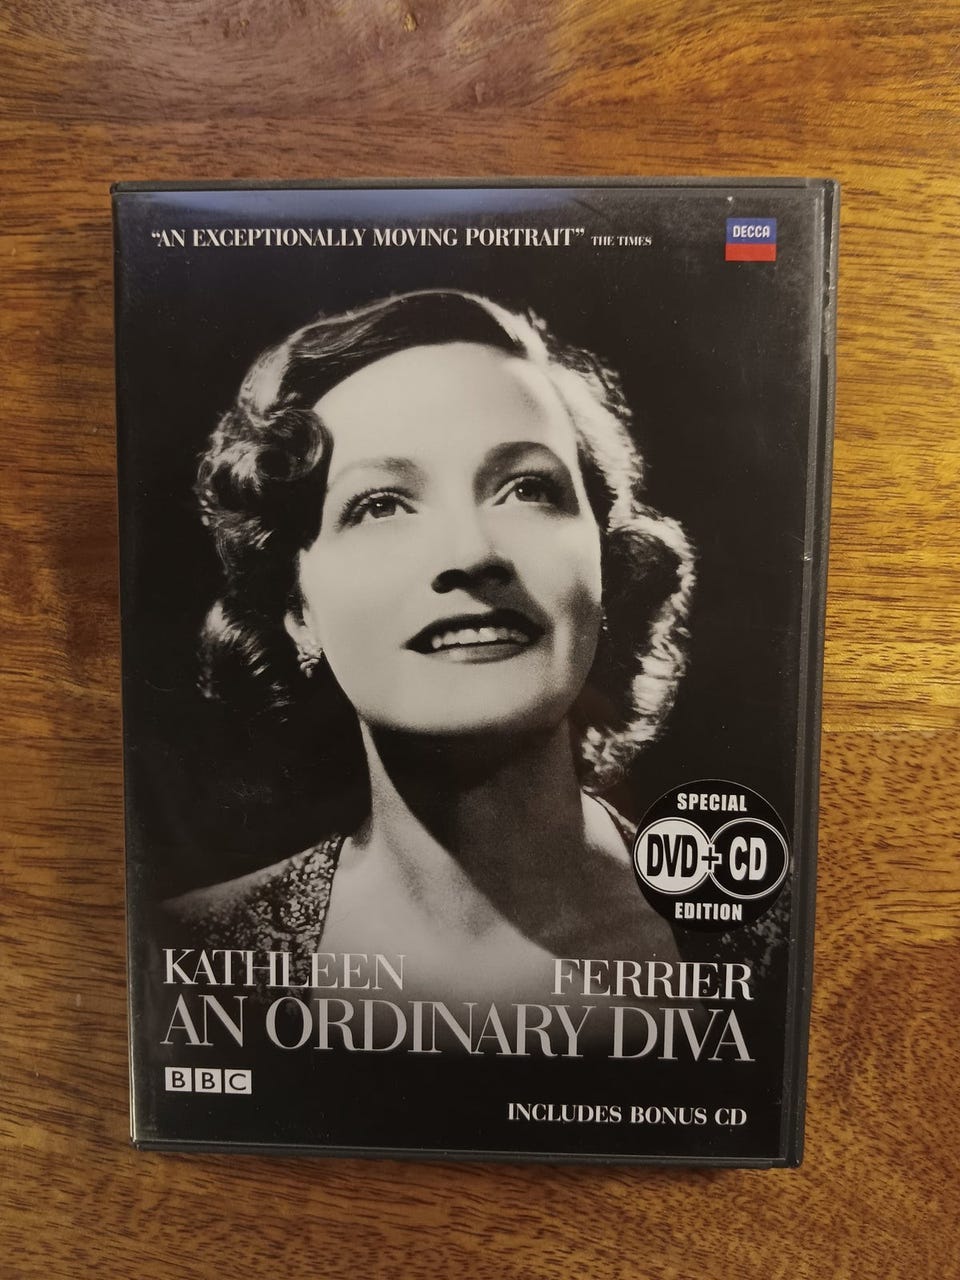 “AN EXCEPTIONALLY MOVING PORTRAIT” THE TIMES
DECCA
SPECIAL
DVD+CD
EDITION
KATHLEEN FERRIER
AN ORDINARY DIVA
BBC
INCLUDES BONUS CD